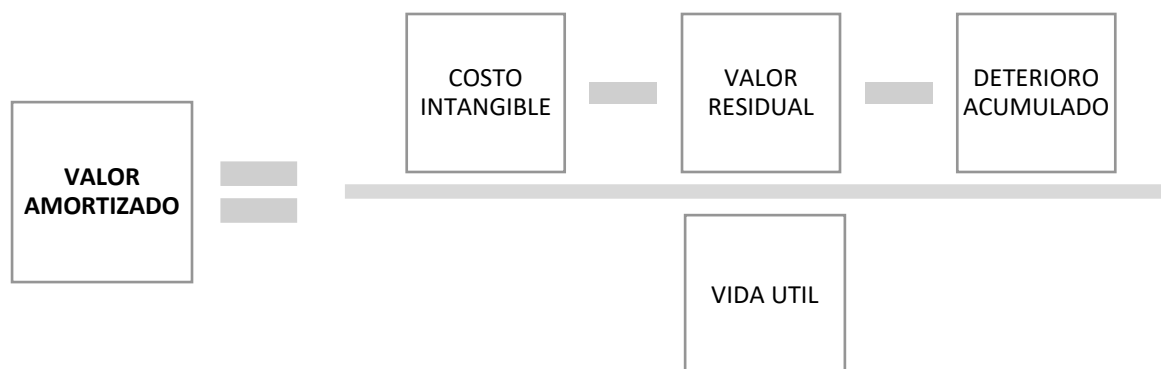 VALOR
AMORTIZADO
COSTO
INTANGIBLE
VALOR
RESIDUAL
DETERIORO
ACUMULADO
VIDA UTIL